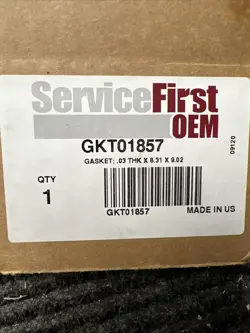 ServiceFirst
OEM
GKT01857
GASKET; .03 THK X 8.31 X 9.02
QTY
1
GKT01857
MADE IN US
09120